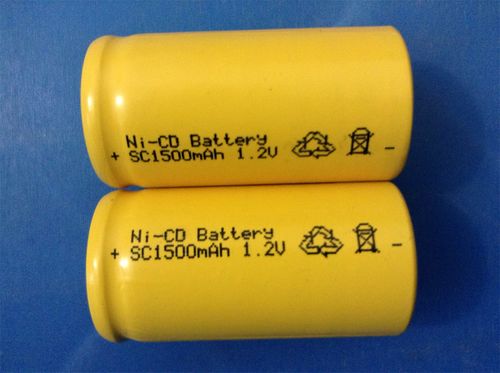 Ni-CD Battery
+ SC1500mAh 1.2V -
Ni-CD Battery
+ SC1500mAh 1.2V -